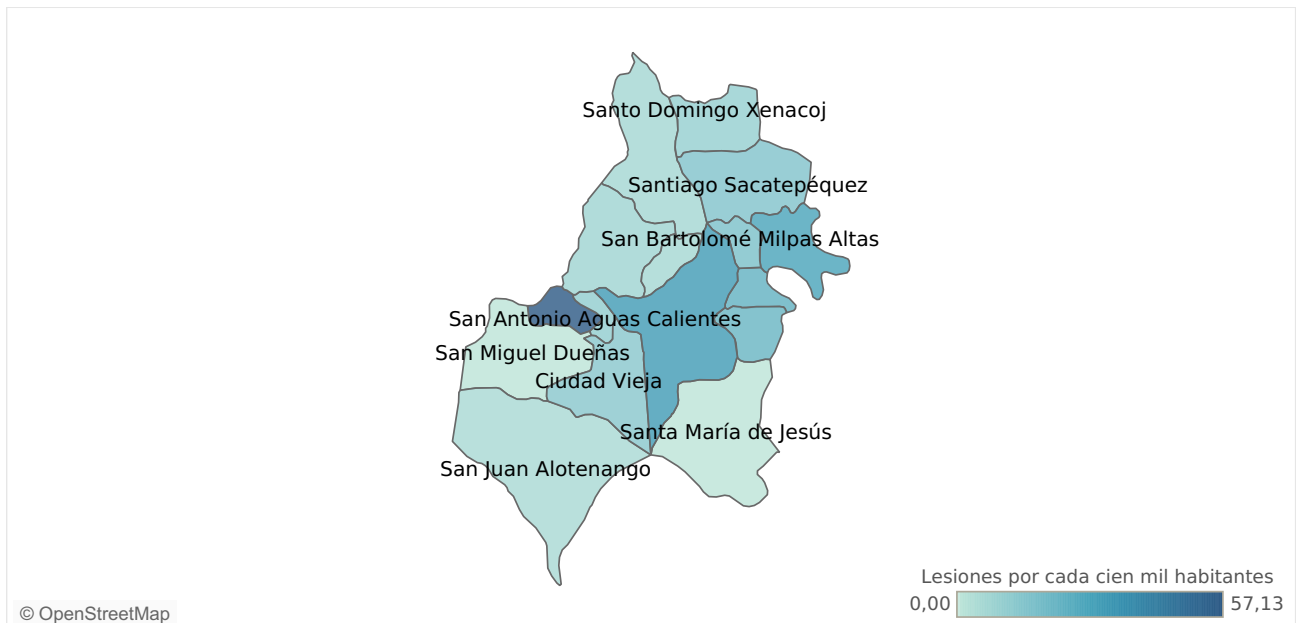 Santo Domingo Xenacoj
Santiago Sacatepéquez
San Bartolomé Milpas Altas
San Antonio Aguas Calientes
San Miguel Dueñas
Ciudad Vieja
Santa María de Jesús
San Juan Alotenango
Lesiones por cada cien mil habitantes
0,00 57,13
© OpenStreetMap